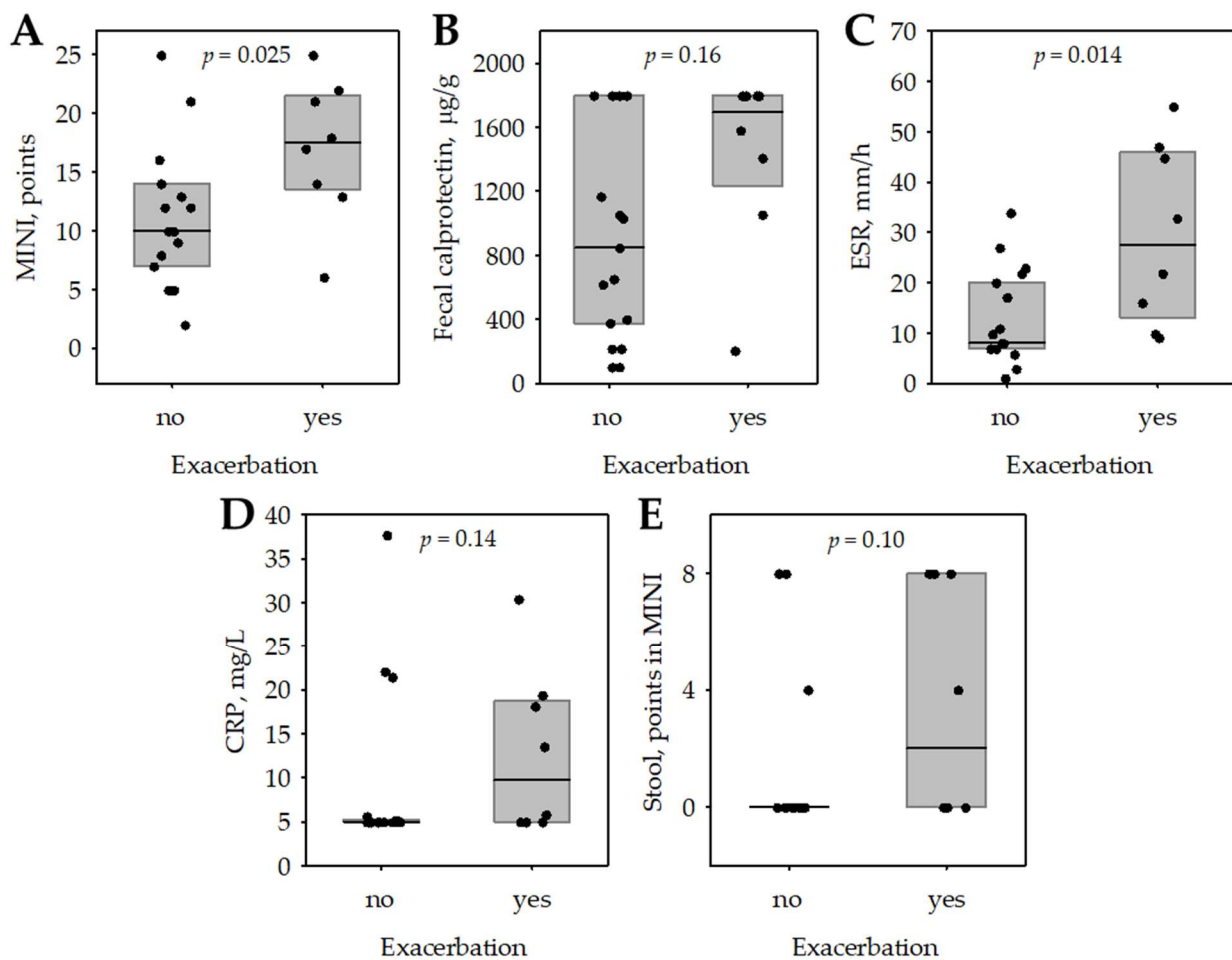 A
p = 0.025
MINI, points
25
20
15
10
5
0
no
yes
Exacerbation
B
p = 0.16
Fecal calprotectin, µg/g
2000
1600
1200
800
400
0
no
yes
Exacerbation
C
p = 0.014
ESR, mm/h
70
60
50
40
30
20
10
0
no
yes
Exacerbation
D
p = 0.14
CRP, mg/L
40
35
30
25
20
15
10
5
0
no
yes
Exacerbation
E
p = 0.10
Stool, points in MINI
8
4
0
no
yes
Exacerbation